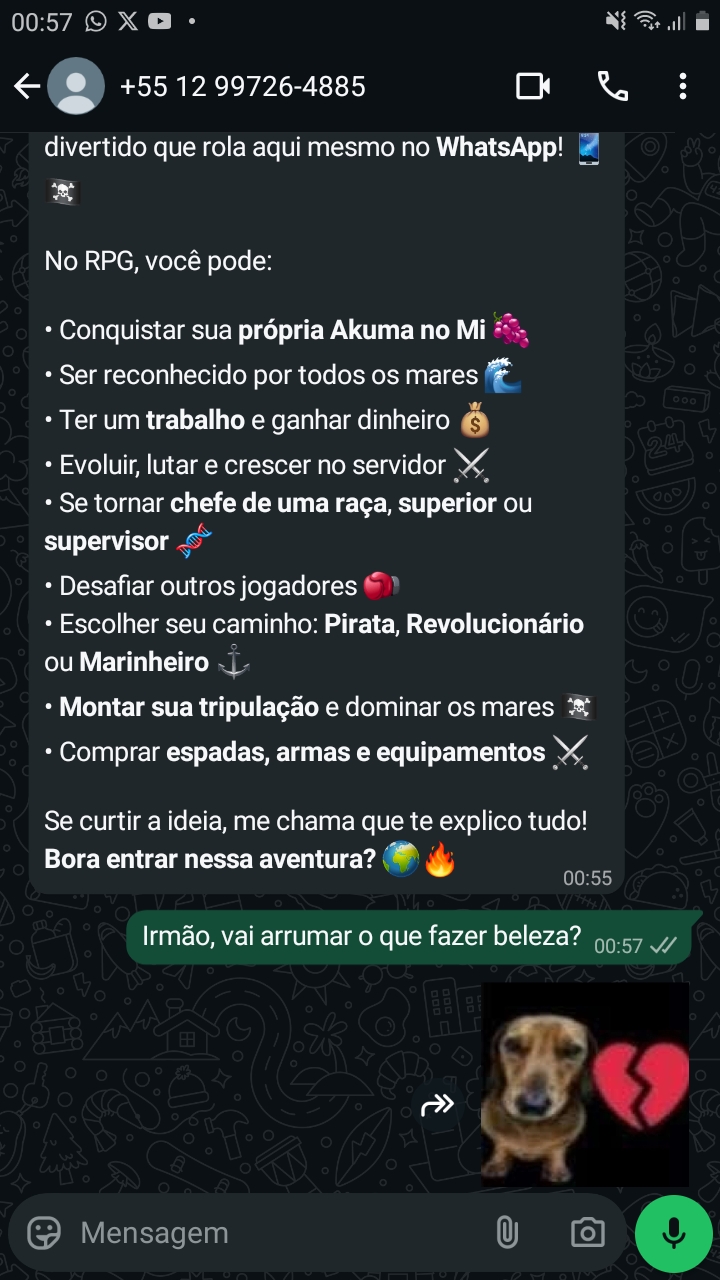 00:57
+55 12 99726-4885
divertido que rola aqui mesmo no WhatsApp! 📱
🏴‍☠️
No RPG, você pode:
• Conquistar sua própria Akuma no Mi 🍇
• Ser reconhecido por todos os mares 🌊
• Ter um trabalho e ganhar dinheiro 💰
• Evoluir, lutar e crescer no servidor ⚔️
• Se tornar chefe de uma raça, superior ou
supervisor 🧬
• Desafiar outros jogadores 🥊
• Escolher seu caminho: Pirata, Revolucionário
ou Marinheiro ⚓
• Montar sua tripulação e dominar os mares 🏴‍☠️
• Comprar espadas, armas e equipamentos ⚔️
Se curtir a ideia, me chama que te explico tudo!
Bora entrar nessa aventura? 🌍🔥
00:55
Irmão, vai arrumar o que fazer beleza? 00:57
Mensagem